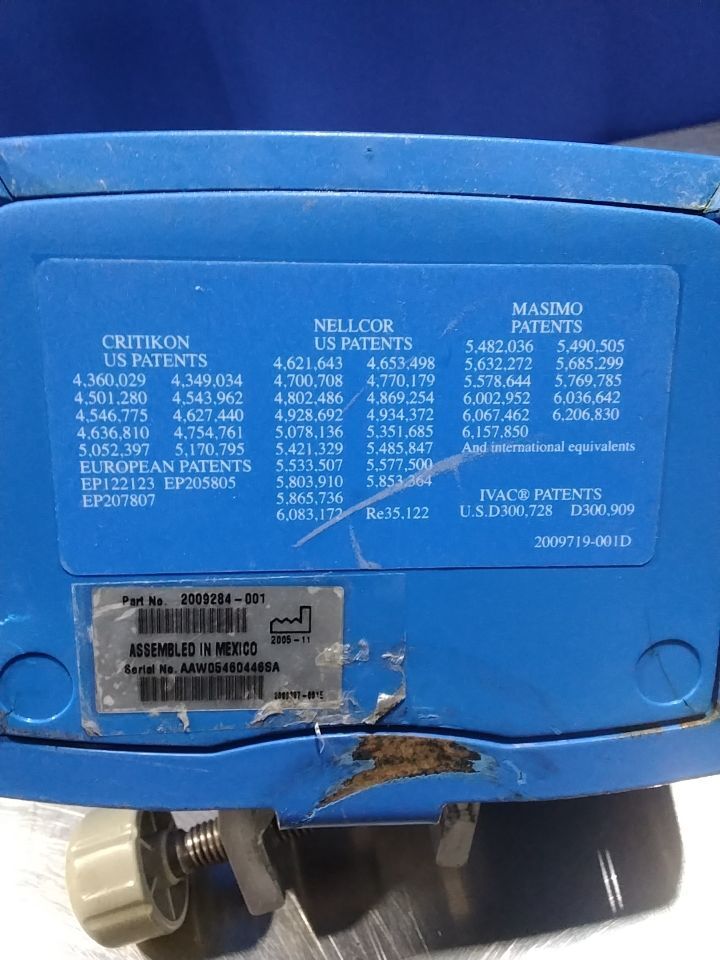 CRITIKON
US PATENTS
4,360,029 4,349,034
4,501,280 4,543,962
4,546,775 4,627,440
4,636,810 4,754,761
5,052,397 5,170,795
EUROPEAN PATENTS
EP122123 EP205805
EP207807
NELLCOR
US PATENTS
4,621,643 4,653,498
4,700,708 4,770,179
4,802,486 4,869,254
4,928,692 4,934,372
5,078,136 5,351,685
5,421,329 5,485,847
5,533,507 5,577,500
5,803,910 5,853,364
5,865,736
6,083,172 Re35,122
MASIMO
PATENTS
5,482,036 5,490,505
5,632,272 5,685,299
5,578,644 5,769,785
6,002,952 6,036,642
6,067,462 6,206,830
6,157,850
And international equivalents
IVAC® PATENTS
U.S.D300,728 D300,909
2009719-001D
Part No. 2009284-001
2005-11
ASSEMBLED IN MEXICO
Serial No. AAW05460446SA